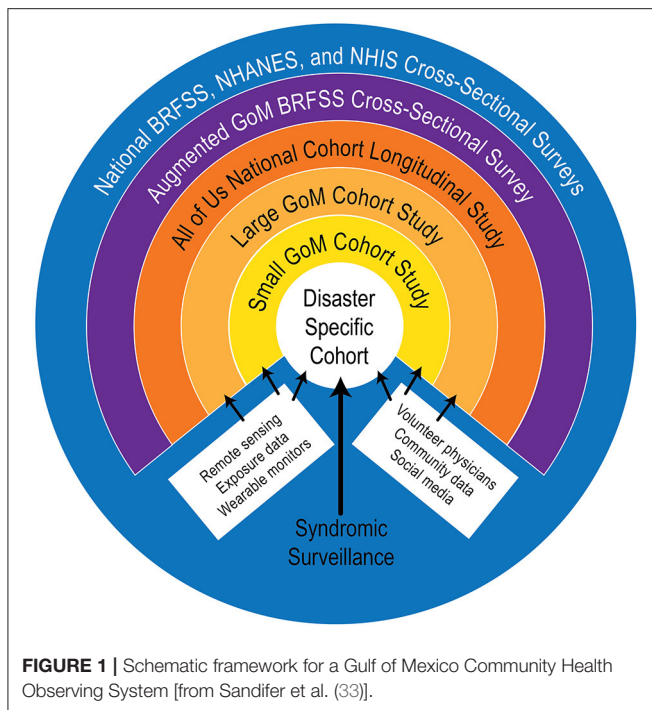 National BRFSS, NHANES, and NHIS Cross-Sectional Surveys
Augmented GoM BRFSS Cross-Sectional Survey
All of Us National Cohort Longitudinal Study
Large GoM Cohort Study
Small GoM Cohort Study
Disaster
Specific
Cohort
Remote sensing
Exposure data
Wearable monitors
Volunteer physicians
Community data
Social media
Syndromic
Surveillance
FIGURE 1 | Schematic framework for a Gulf of Mexico Community Health
Observing System [from Sandifer et al. (33)].